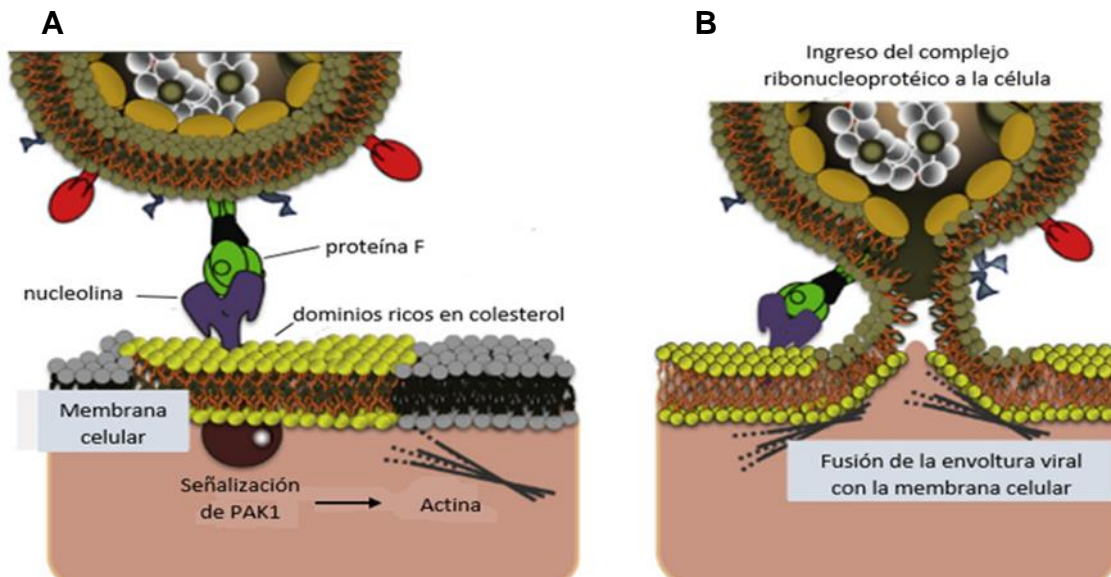 A
proteína F
nucleolina
dominios ricos en colesterol
Membrana
celular
Señalización
de PAK1
Actina
B
Ingreso del complejo
ribonucleoprotéico a la célula
Fusión de la envoltura viral
con la membrana celular